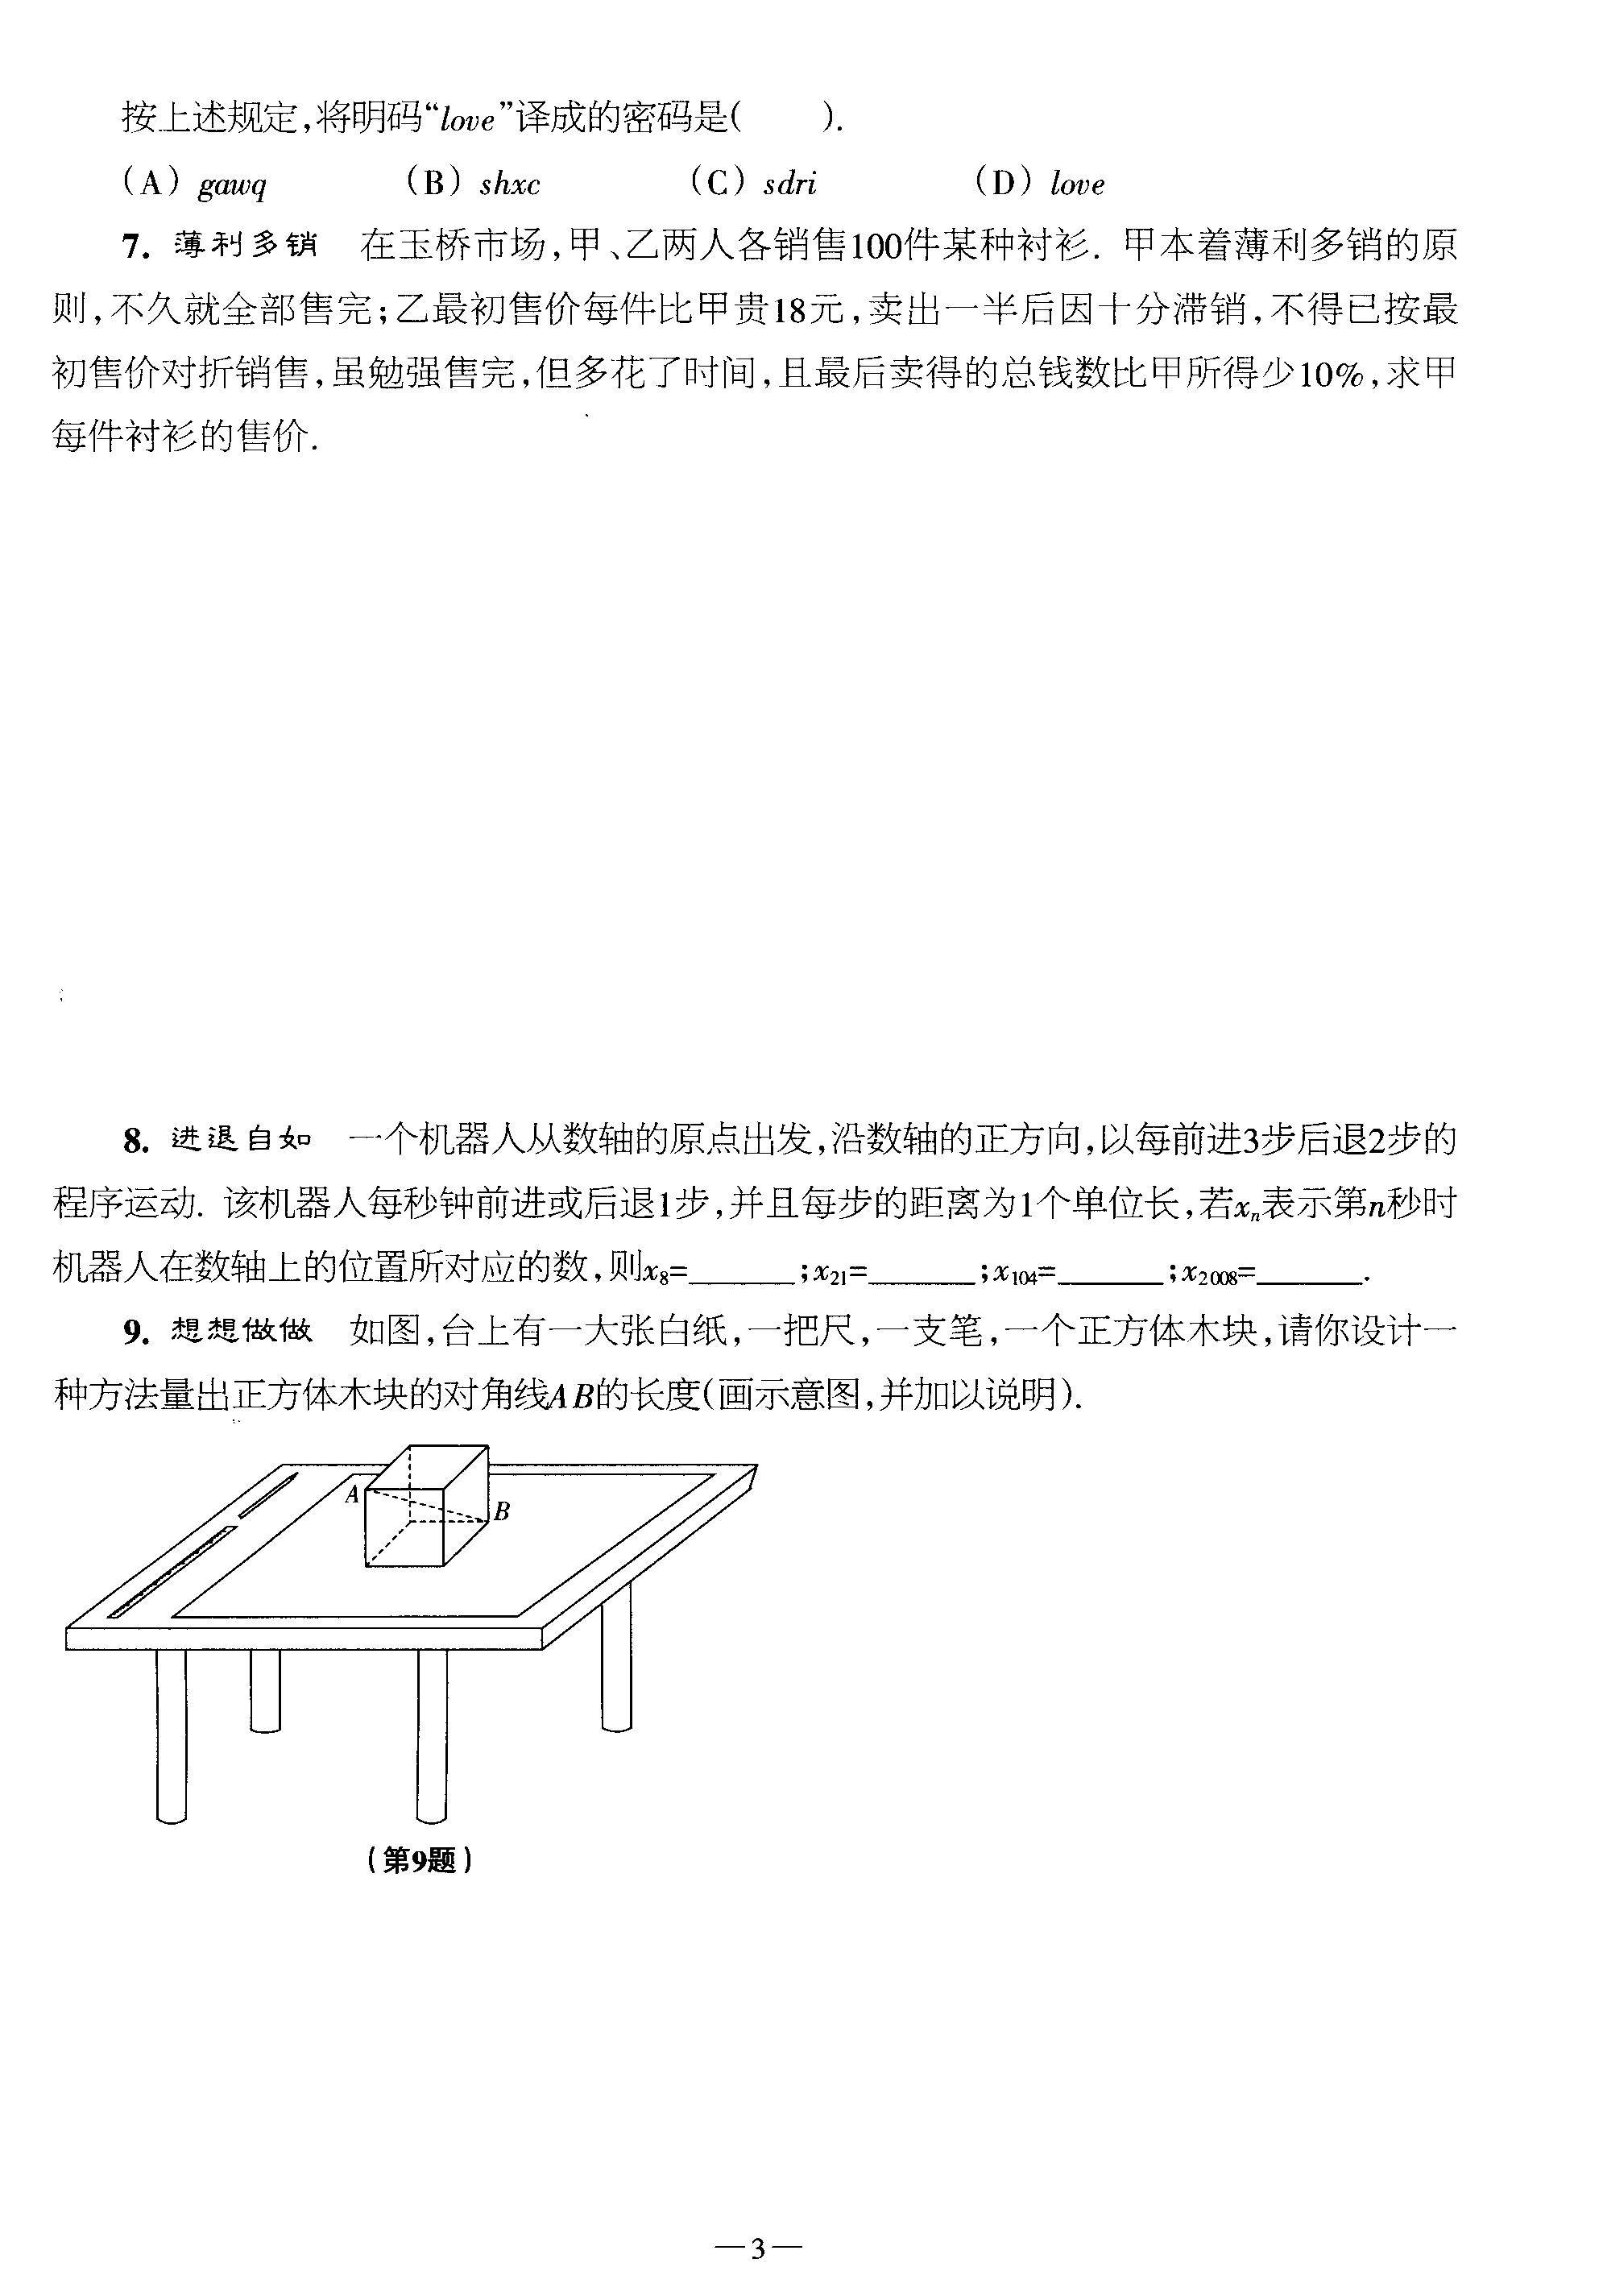 按上述规定,将明码“love”译成的密码是(  ).
(A) gawq (B) shxc (C) sdri (D) love
7. 薄利多销 在玉桥市场,甲、乙两人各销售100件某种衬衫. 甲本着薄利多销的原
则,不久就全部售完;乙最初售价每件比甲贵18元,卖出一半后因十分滞销,不得已按最
初售价对折销售,虽勉强售完,但多花了时间,且最后卖得的总钱数比甲所得少10%,求甲
每件衬衫的售价.
8. 进退自如 一个机器人从数轴的原点出发,沿数轴的正方向,以每前进3步后退2步的
程序运动. 该机器人每秒钟前进或后退1步,并且每步的距离为1个单位长,若xₙ表示第n秒时
机器人在数轴上的位置所对应的数,则x₈=______;x₂₁=______;x₁₀₄=______;x₂₀₀₈=______.
9. 想想做做 如图,台上有一大张白纸,一把尺,一支笔,一个正方体木块,请你设计一
种方法量出正方体木块的对角线AB的长度(画示意图,并加以说明).
A
B
(第9题)
—3—